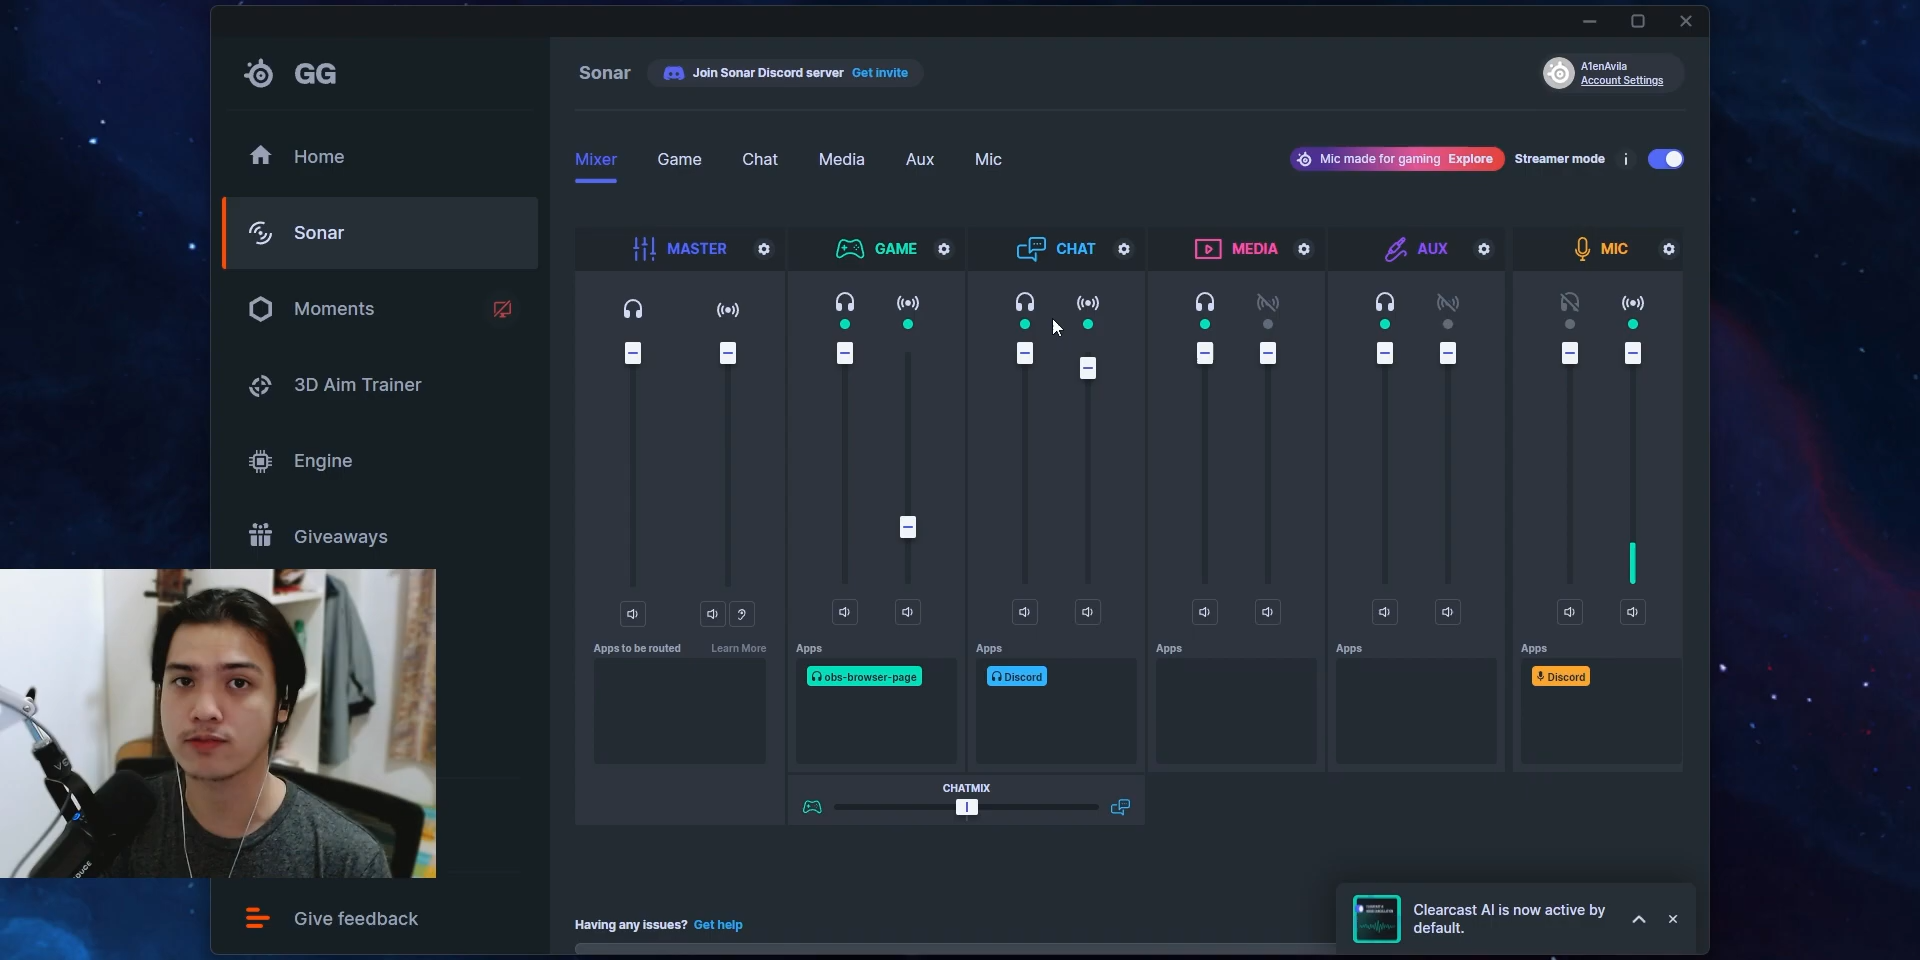 GG
Sonar
Join Sonar Discord server Get invite
A1enAvila
Account Settings
Home
Sonar
Moments
3D Aim Trainer
Engine
Giveaways
Give feedback
Mixer Game Chat Media Aux Mic
Mic made for gaming Explore
Streamer mode i
MASTER GAME CHAT MEDIA AUX MIC
Apps to be routed Learn More Apps Apps Apps Apps Apps
obs-browser-page Discord Discord
CHATMIX
Having any issues? Get help
Clearcast AI is now active by
default.